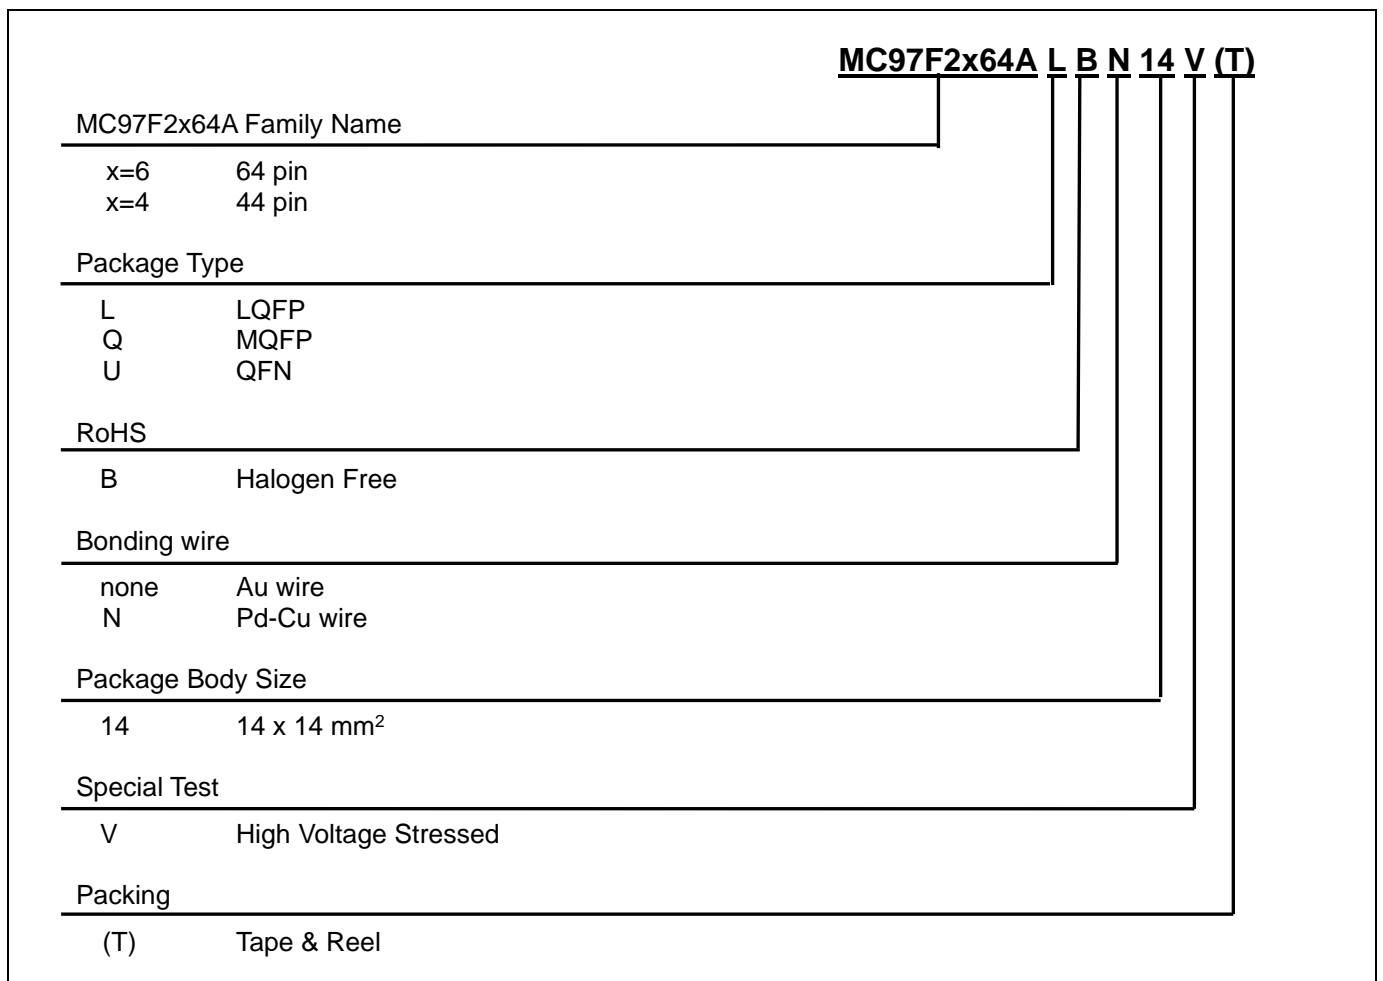 MC97F2x64A L B N 14 V (T)
MC97F2x64A Family Name
x=6 64 pin
x=4 44 pin
Package Type
L LQFP
Q MQFP
U QFN
RoHS
B Halogen Free
Bonding wire
none Au wire
N Pd-Cu wire
Package Body Size
14 14 x 14 mm²
Special Test
V High Voltage Stressed
Packing
(T) Tape & Reel